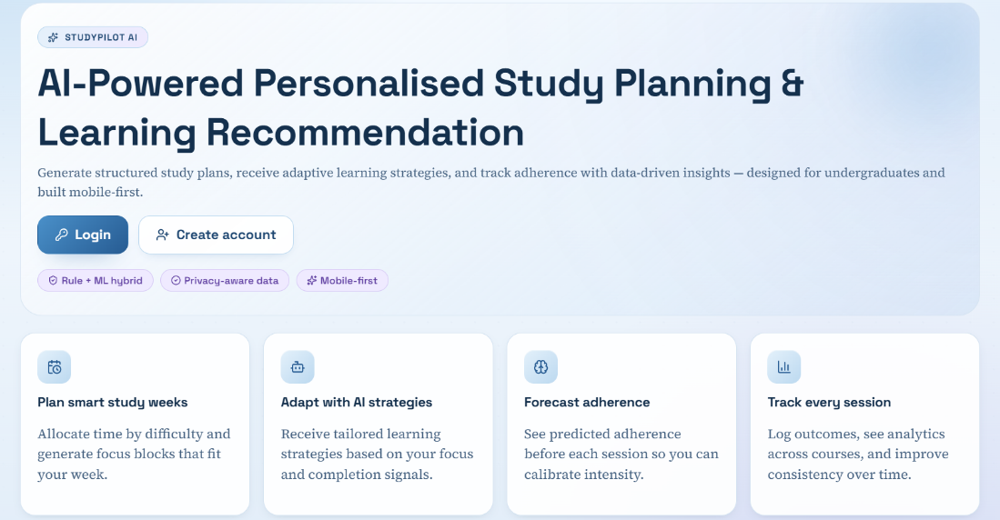 STUDYPILOT AI
AI-Powered Personalised Study Planning &
Learning Recommendation
Generate structured study plans, receive adaptive learning strategies, and track adherence with data-driven insights — designed for undergraduates and
built mobile-first.
Login
Create account
Rule + ML hybrid
Privacy-aware data
Mobile-first
Plan smart study weeks
Allocate time by difficulty and
generate focus blocks that fit
your week.
Adapt with AI strategies
Receive tailored learning
strategies based on your focus
and completion signals.
Forecast adherence
See predicted adherence
before each session so you can
calibrate intensity.
Track every session
Log outcomes, see analytics
across courses, and improve
consistency over time.